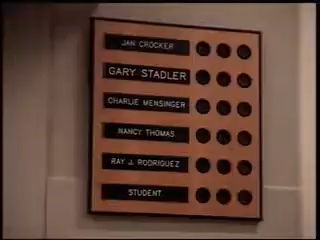 JAN CROCKER
GARY STADLER
CHARLIE MENSINGER
NANCY THOMAS
RAY J. RODRIGUEZ
STUDENT